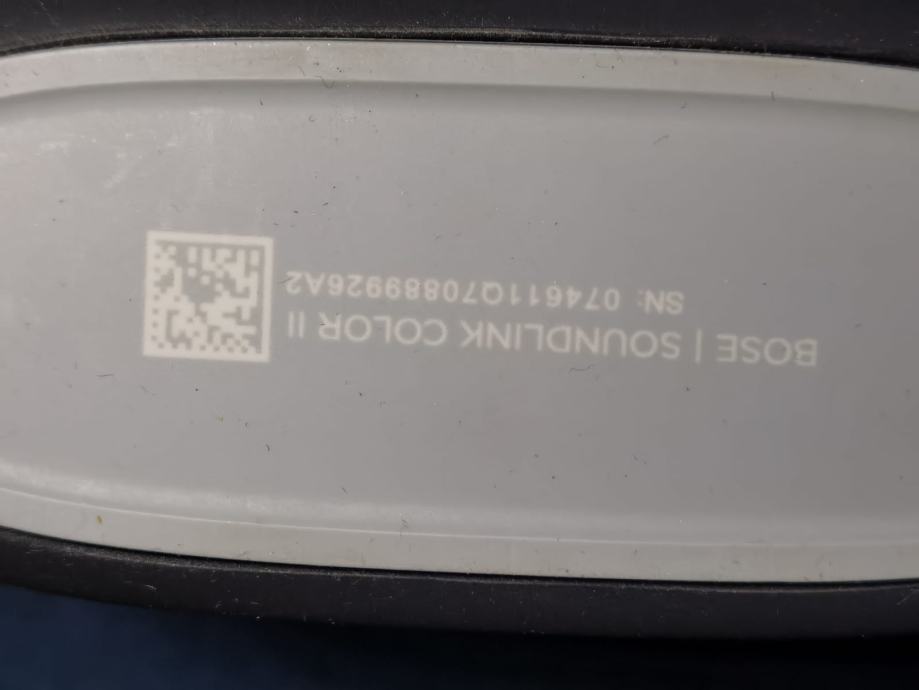 BOSE | SOUNDLINK COLOR II
SN: 074611Q70889926A2